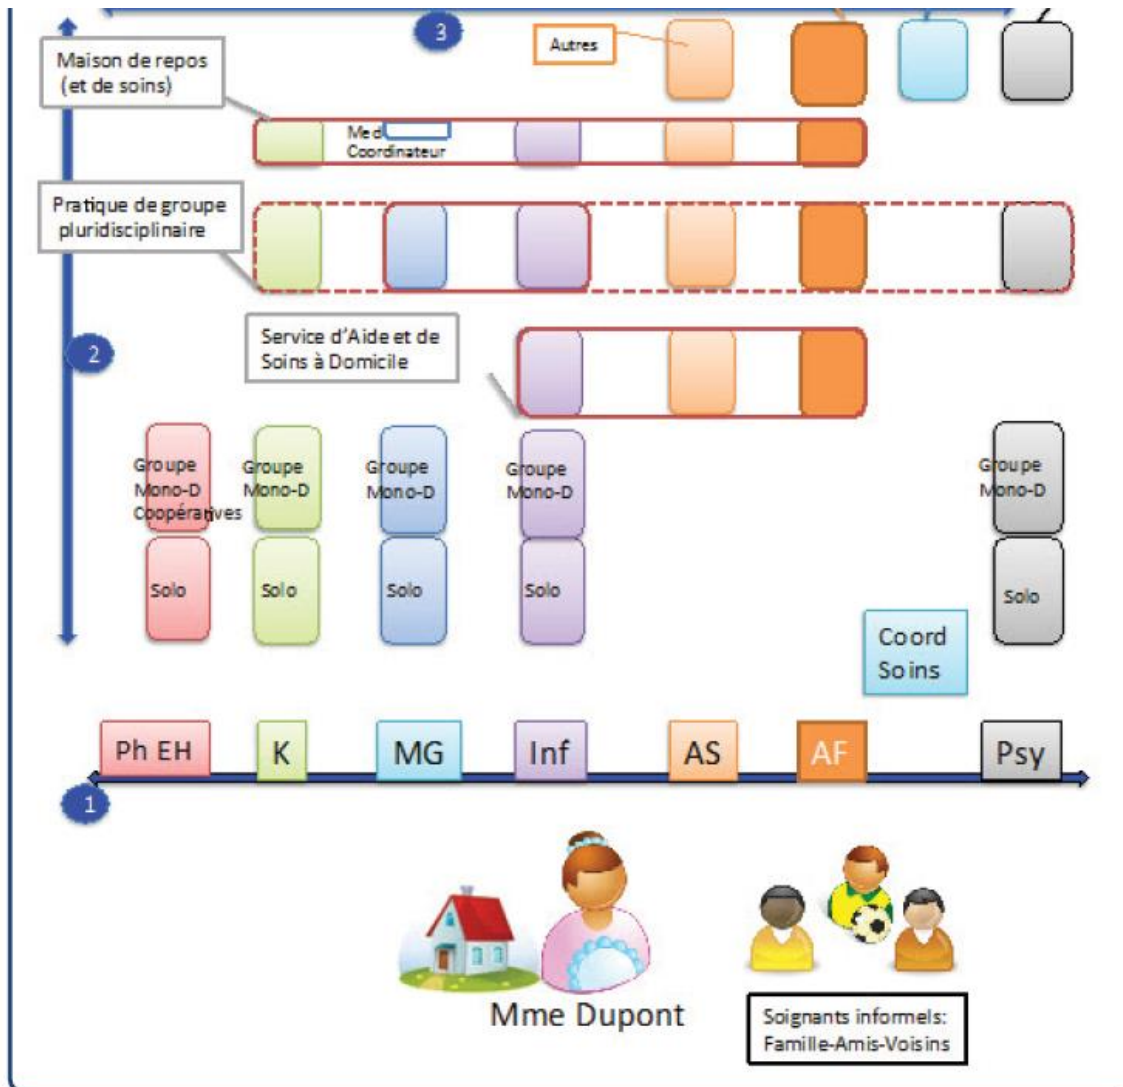 3
Autres
Maison de repos
(et de soins)
Med
Coordinateur
Pratique de groupe
pluridisciplinaire
Service d'Aide et de
Soins à Domicile
2
Groupe
Mono-D
Coopératives
Groupe
Mono-D
Groupe
Mono-D
Groupe
Mono-D
Groupe
Mono-D
Solo
Solo
Solo
Solo
Solo
Coord
Soins
Ph EH
K
MG
Inf
AS
AF
Psy
1
Mme Dupont
Soignants informels:
Famille-Amis-Voisins